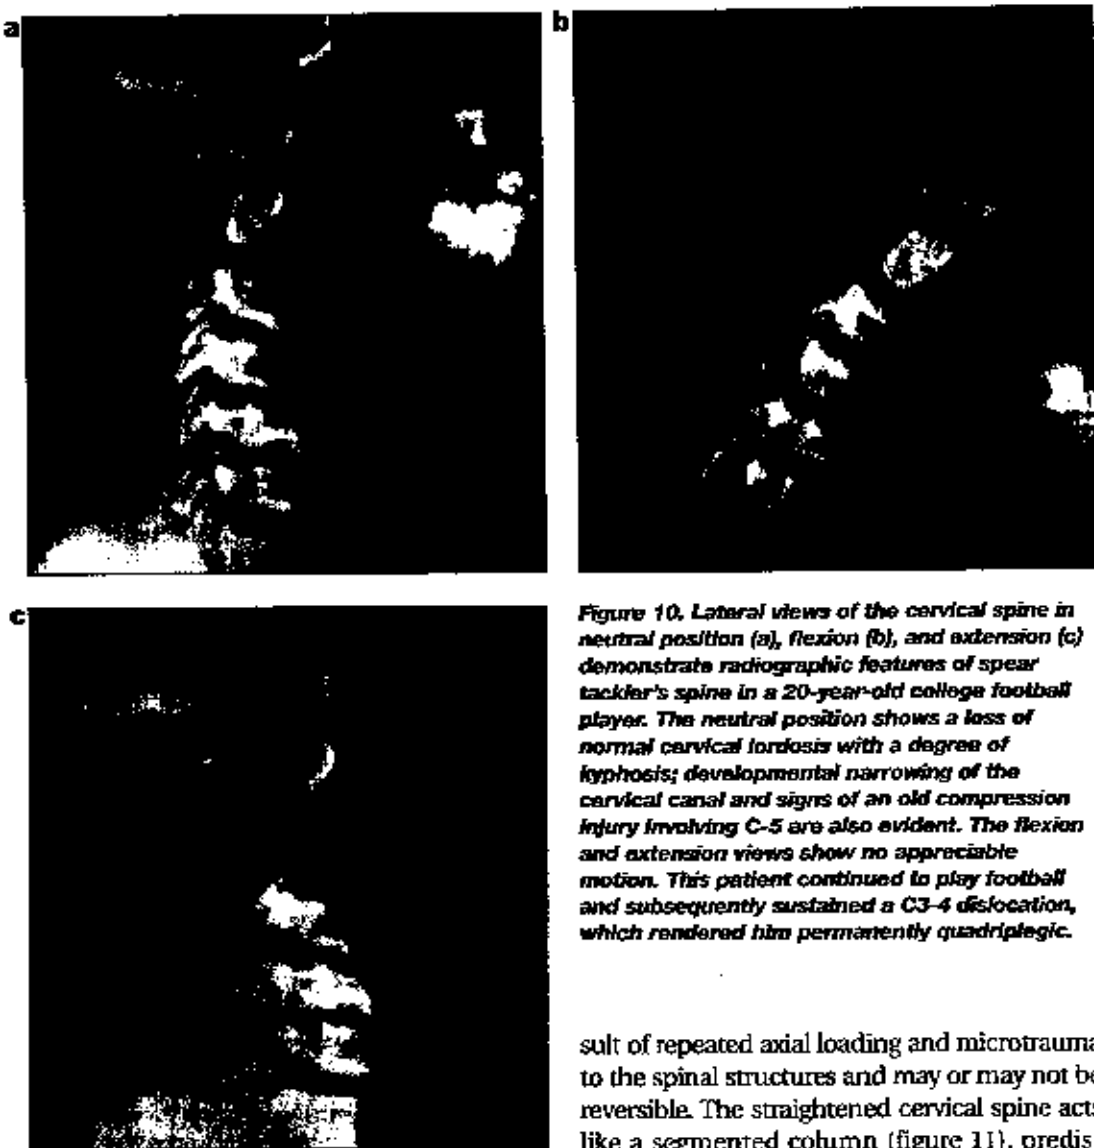 a
b
c
Figure 10. Lateral views of the cervical spine in
neutral position (a), flexion (b), and extension (c)
demonstrate radiographic features of spear
tackler's spine in a 20-year-old college football
player. The neutral position shows a loss of
normal cervical lordosis with a degree of
kyphosis; developmental narrowing of the
cervical canal and signs of an old compression
injury involving C-5 are also evident. The flexion
and extension views show no appreciable
motion. This patient continued to play football
and subsequently sustained a C3-4 dislocation,
which rendered him permanently quadriplegic.
sult of repeated axial loading and microtrauma
to the spinal structures and may or may not be
reversible. The straightened cervical spine acts
like a segmented column (figure 11), predis-